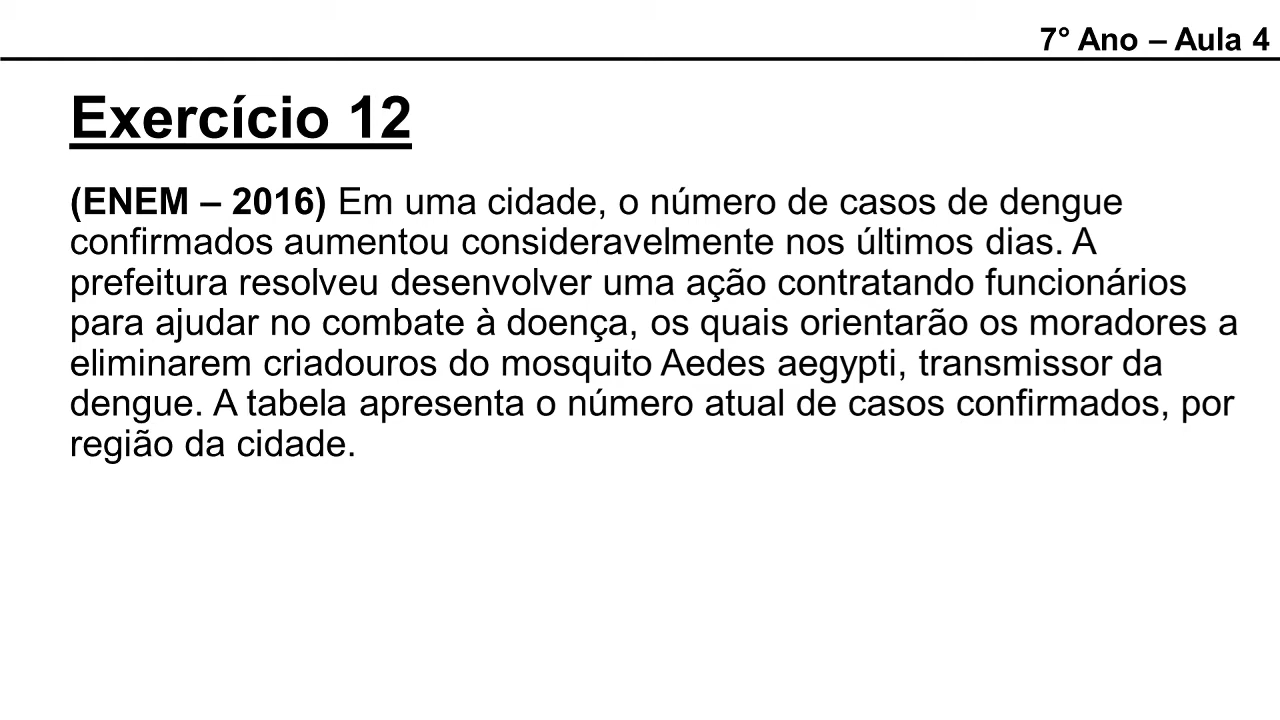 7° Ano – Aula 4
Exercício 12
(ENEM – 2016) Em uma cidade, o número de casos de dengue
confirmados aumentou consideravelmente nos últimos dias. A
prefeitura resolveu desenvolver uma ação contratando funcionários
para ajudar no combate à doença, os quais orientarão os moradores a
eliminarem criadouros do mosquito Aedes aegypti, transmissor da
dengue. A tabela apresenta o número atual de casos confirmados, por
região da cidade.